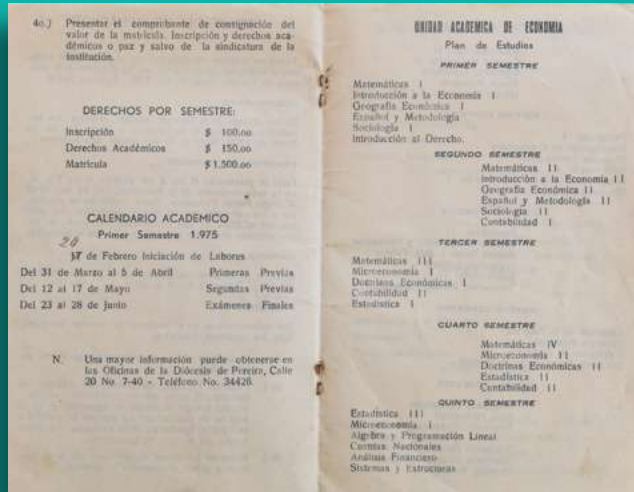 4o.) Presentar el comprobante de contignación del
valor de la matrícula. Inscripción y derechos aca-
démicos o paz y salvo de la sindicatura de la
institución.
DERECHOS POR SEMESTRE:
Inscripción $ 100.oo
Derechos Académicos $ 150.oo
Matrícula $ 1.500.oo
CALENDARIO ACADEMICO
Primer Semestre 1.975
24
de Febrero Iniciación de Labores
Del 31 de Marzo al 5 de Abril Primeras Previas
Del 12 al 17 de Mayo Segundas Previas
Del 23 al 28 de Junio Exámenes Finales
N. Una mayor información puede obtenerse en
las Oficinas de la Diócesis de Pereira, Calle
20 No. 7-40 - Teléfono No. 34426.
UNIDAD ACADEMICA DE ECONOMIA
Plan de Estudios
PRIMER SEMESTRE
Matemáticas I
Introducción a la Economía I
Geografía Económica I
Español y Metodología
Sociología I
Introducción al Derecho.
SEGUNDO SEMESTRE
Matemáticas II
Introducción a la Economía II
Geografía Económica II
Español y Metodología II
Sociología II
Contabilidad I
TERCER SEMESTRE
Matemáticas III
Microeconomía I
Doctrinas Económicas I
Contabilidad II
Estadística I
CUARTO SEMESTRE
Matemáticas IV
Microeconomía II
Doctrinas Económicas II
Estadística II
Contabilidad II
QUINTO SEMESTRE
Estadística III
Microeconomía I
Algebra y Programación Lineal
Cuentas Nacionales
Análisis Financiero
Sistemas y Estructuras